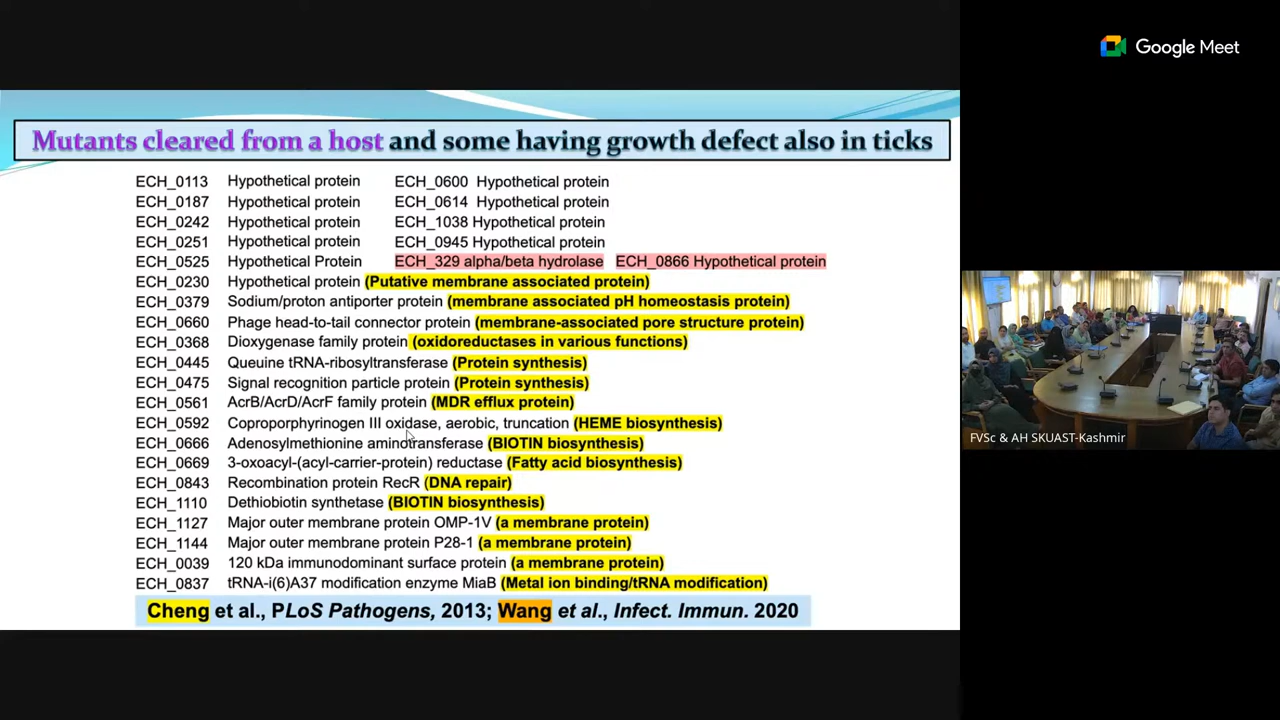 Google Meet
Mutants cleared from a host and some having growth defect also in ticks
ECH_0113 Hypothetical protein ECH_0600 Hypothetical protein
ECH_0187 Hypothetical protein ECH_0614 Hypothetical protein
ECH_0242 Hypothetical protein ECH_1038 Hypothetical protein
ECH_0251 Hypothetical protein ECH_0945 Hypothetical protein
ECH_0525 Hypothetical Protein ECH_329 alpha/beta hydrolase ECH_0866 Hypothetical protein
ECH_0230 Hypothetical protein (Putative membrane associated protein)
ECH_0379 Sodium/proton antiporter protein (membrane associated pH homeostasis protein)
ECH_0660 Phage head-to-tail connector protein (membrane-associated pore structure protein)
ECH_0368 Dioxygenase family protein (oxidoreductases in various functions)
ECH_0445 Queuine tRNA-ribosyltransferase (Protein synthesis)
ECH_0475 Signal recognition particle protein (Protein synthesis)
ECH_0561 AcrB/AcrD/AcrF family protein (MDR efflux protein)
ECH_0592 Coproporphyrinogen III oxidase, aerobic, truncation (HEME biosynthesis)
ECH_0666 Adenosylmethionine aminotransferase (BIOTIN biosynthesis)
ECH_0669 3-oxoacyl-(acyl-carrier-protein) reductase (Fatty acid biosynthesis)
ECH_0843 Recombination protein RecR (DNA repair)
ECH_1110 Dethiobiotin synthetase (BIOTIN biosynthesis)
ECH_1127 Major outer membrane protein OMP-1V (a membrane protein)
ECH_1144 Major outer membrane protein P28-1 (a membrane protein)
ECH_0039 120 kDa immunodominant surface protein (a membrane protein)
ECH_0837 tRNA-i(6)A37 modification enzyme MiaB (Metal ion binding/tRNA modification)
Cheng et al., PLoS Pathogens, 2013; Wang et al., Infect. Immun. 2020
FVSc & AH SKUAST-Kashmir